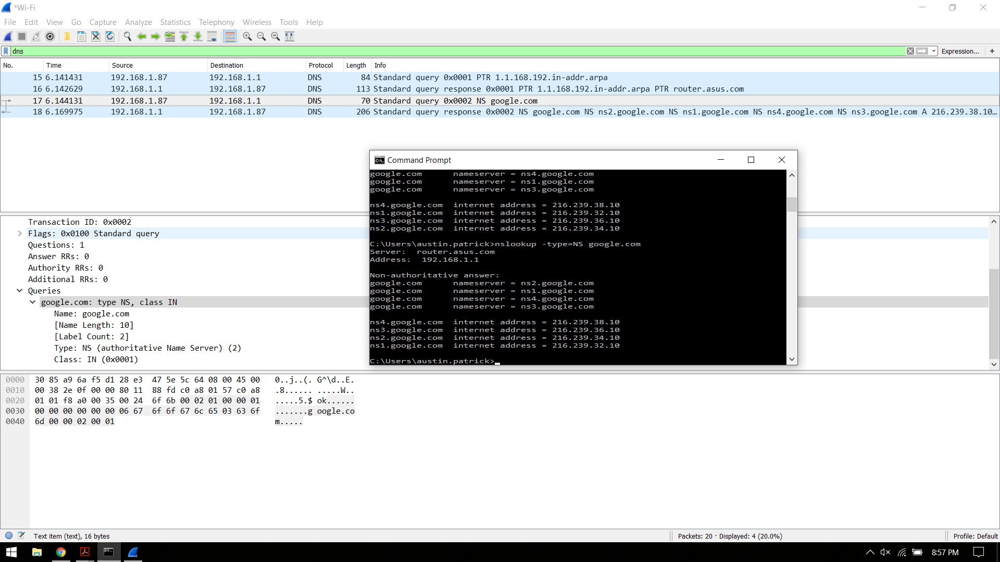 *Wi-Fi
File Edit View Go Capture Analyze Statistics Telephony Wireless Tools Help
dns
Expression... +
No. Time Source Destination Protocol Length Info
15 6.141431 192.168.1.87 192.168.1.1 DNS 84 Standard query 0x0001 PTR 1.1.168.192.in-addr.arpa
16 6.142629 192.168.1.1 192.168.1.87 DNS 113 Standard query response 0x0001 PTR 1.1.168.192.in-addr.arpa PTR router.asus.com
17 6.144131 192.168.1.87 192.168.1.1 DNS 70 Standard query 0x0002 NS google.com
18 6.169975 192.168.1.1 192.168.1.87 DNS 206 Standard query response 0x0002 NS google.com NS ns2.google.com NS ns1.google.com NS ns4.google.com NS ns3.google.com A 216.239.38.10...
Transaction ID: 0x0002
Flags: 0x0100 Standard query
Questions: 1
Answer RRs: 0
Authority RRs: 0
Additional RRs: 0
Queries
google.com: type NS, class IN
Name: google.com
[Name Length: 10]
[Label Count: 2]
Type: NS (authoritative Name Server) (2)
Class: IN (0x0001)
Command Prompt
google.com nameserver = ns4.google.com
google.com nameserver = ns1.google.com
google.com nameserver = ns3.google.com
ns4.google.com internet address = 216.239.38.10
ns1.google.com internet address = 216.239.32.10
ns3.google.com internet address = 216.239.36.10
ns2.google.com internet address = 216.239.34.10
C:\Users\austin.patrick>nslookup -type=NS google.com
Server: router.asus.com
Address: 192.168.1.1
Non-authoritative answer:
google.com nameserver = ns2.google.com
google.com nameserver = ns1.google.com
google.com nameserver = ns4.google.com
google.com nameserver = ns3.google.com
ns4.google.com internet address = 216.239.38.10
ns3.google.com internet address = 216.239.36.10
ns2.google.com internet address = 216.239.34.10
ns1.google.com internet address = 216.239.32.10
C:\Users\austin.patrick>_
0000 30 85 a9 6a f5 d1 28 e3 47 5e 5c 64 08 00 45 00 0..j..(. G^\d..E.
0010 00 38 2e 0f 00 00 80 11 88 fd c0 a8 01 57 c0 a8 .8...... .....W..
0020 01 01 f8 a0 00 35 00 24 6f 6b 00 02 01 00 00 01 .....5.$ ok......
0030 00 00 00 00 00 00 06 67 6f 6f 67 6c 65 03 63 6f .......g oogle.co
0040 6d 00 00 02 00 01 m.....
Text item (text), 16 bytes
Packets: 20 · Displayed: 4 (20.0%)
Profile: Default
8:57 PM